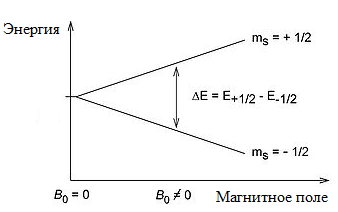 Энергия
mS = + 1/2
ΔE = E+1/2 - E-1/2
mS = - 1/2
B0 = 0
B0 ≠ 0
Магнитное поле